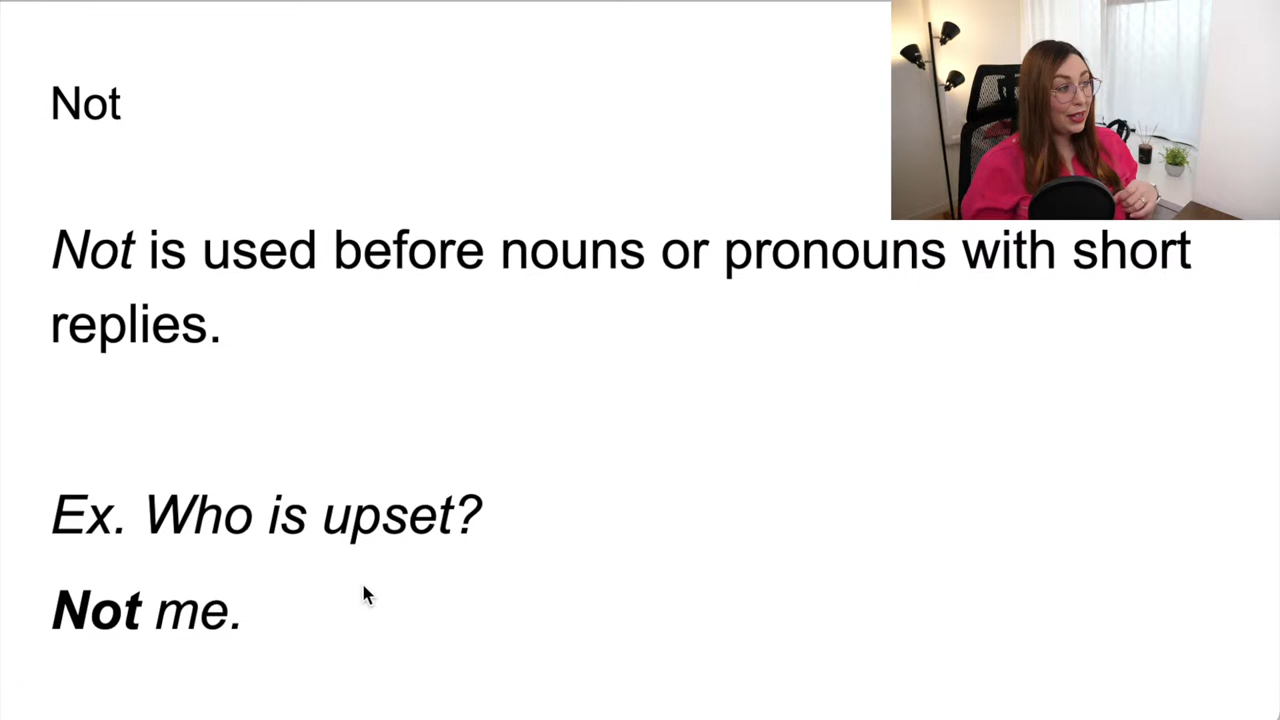 Not
Not is used before nouns or pronouns with short
replies.
Ex. Who is upset?
Not me.